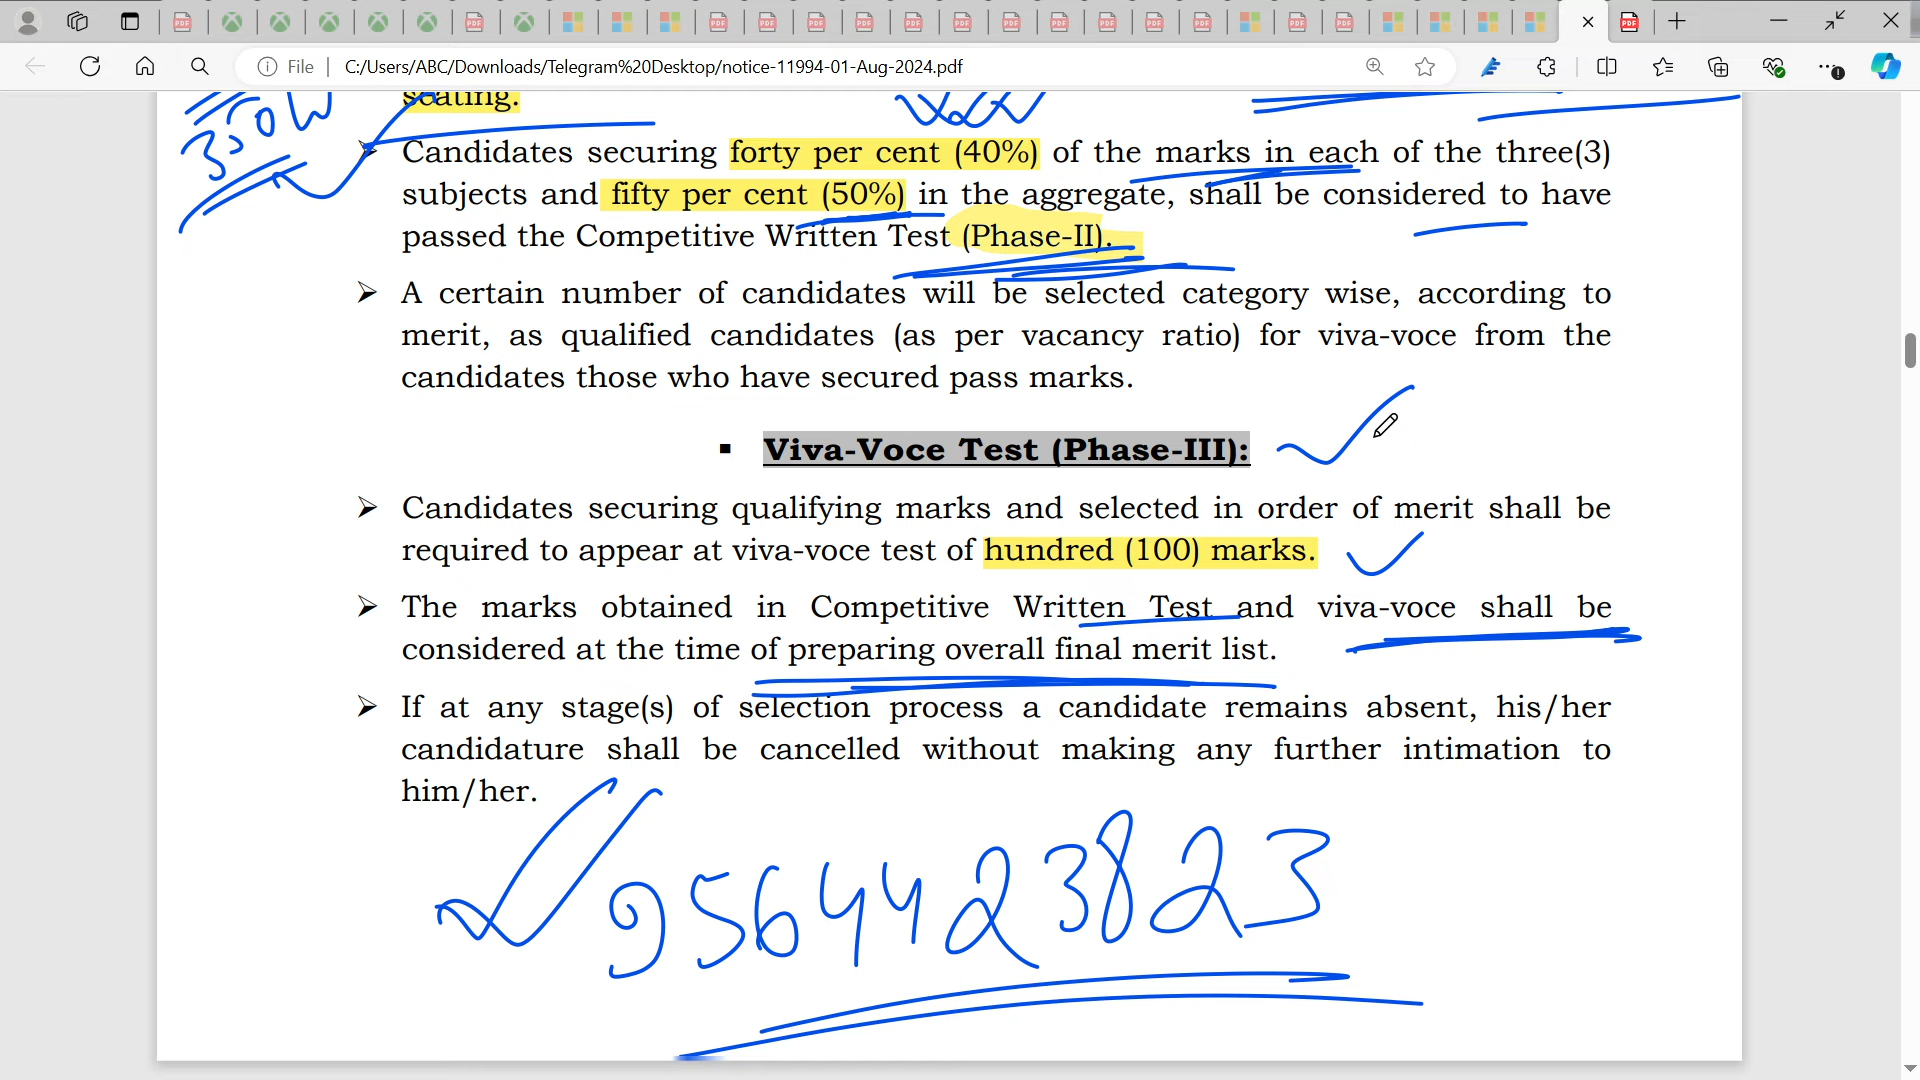 File
C:/Users/ABC/Downloads/Telegram%20Desktop/notice-11994-01-Aug-2024.pdf
seating.
350W
➢ Candidates securing forty per cent (40%) of the marks in each of the three(3)
subjects and fifty per cent (50%) in the aggregate, shall be considered to have
passed the Competitive Written Test (Phase-II).
➢ A certain number of candidates will be selected category wise, according to
merit, as qualified candidates (as per vacancy ratio) for viva-voce from the
candidates those who have secured pass marks.
▪ Viva-Voce Test (Phase-III):
➢ Candidates securing qualifying marks and selected in order of merit shall be
required to appear at viva-voce test of hundred (100) marks.
➢ The marks obtained in Competitive Written Test and viva-voce shall be
considered at the time of preparing overall final merit list.
➢ If at any stage(s) of selection process a candidate remains absent, his/her
candidature shall be cancelled without making any further intimation to
him/her.
9564423823